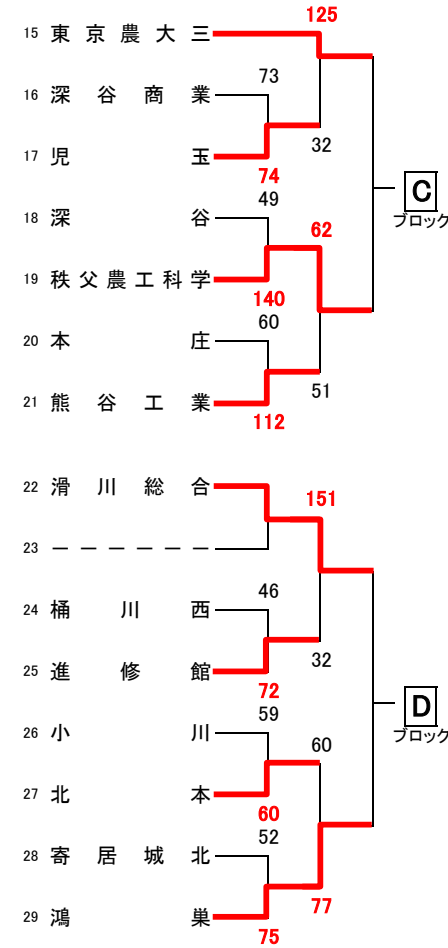 125
15 東京農大三
73
16 深谷商業
32
17 児玉
74
49
C
ブロック
18 深谷
62
19 秩父農工科学
140
60
20 本庄
51
21 熊谷工業
112
22 滑川総合
151
23 ーーーーーー
46
24 桶川西
32
25 進修館
72
59
D
ブロック
26 小川
60
27 北本
60
52
28 寄居城北
77
29 鴻巣
75